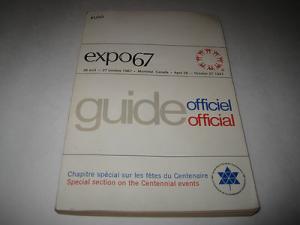 expo67
28 avril - 27 octobre 1967 • Montréal, Canada • April 28 - October 27, 1967
guide
officiel
official
Chapitre spécial sur les fêtes du Centenaire
Special section on the Centennial events